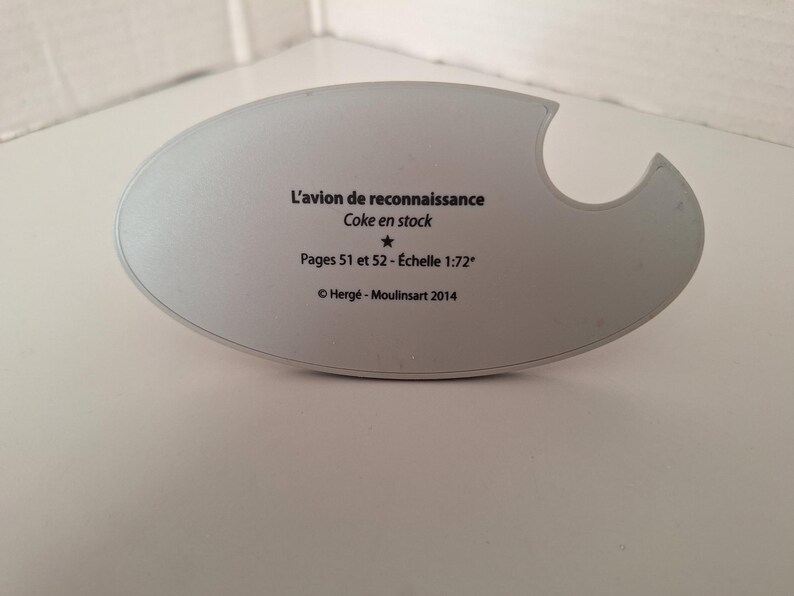 L'avion de reconnaissance
Coke en stock
★
Pages 51 et 52 - Échelle 1:72ᵉ
© Hergé - Moulinsart 2014